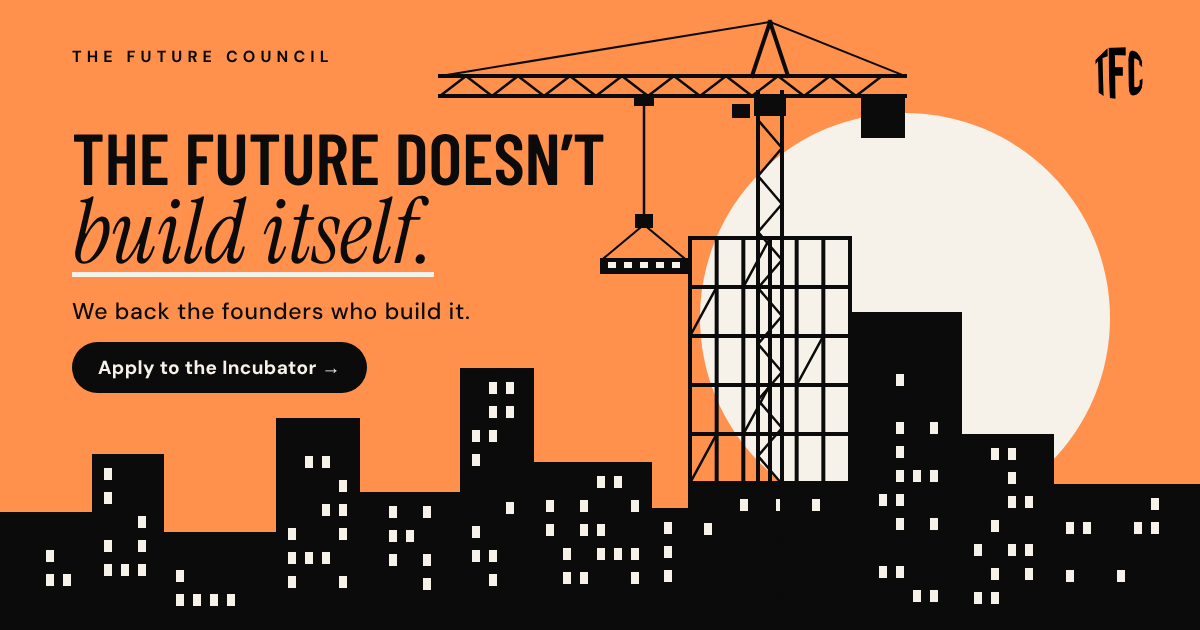 THE FUTURE COUNCIL
TFC
THE FUTURE DOESN'T
build itself.
We back the founders who build it.
Apply to the Incubator →